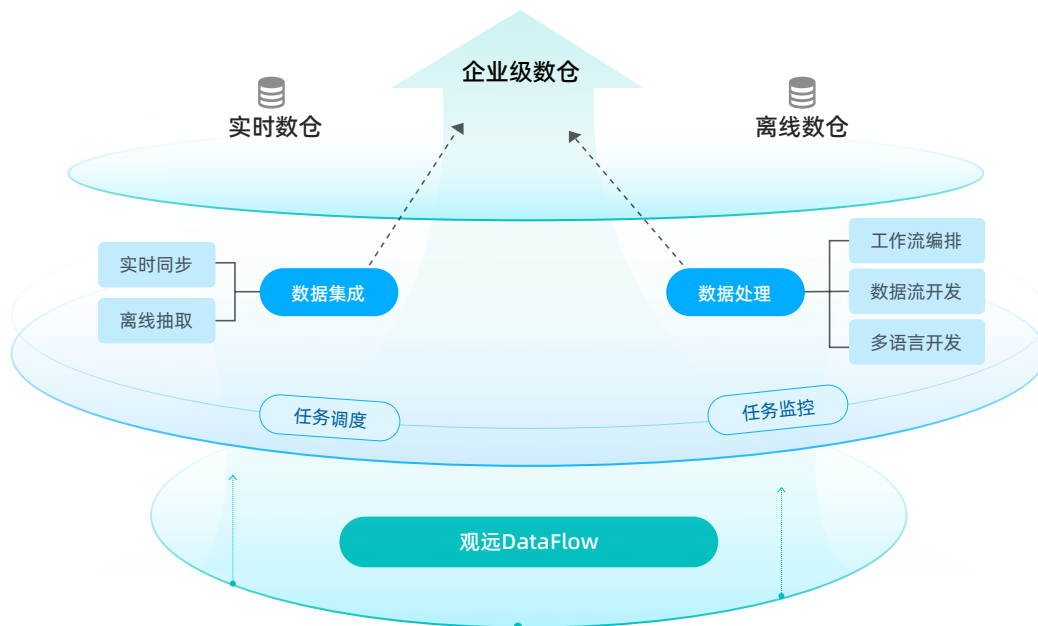 企业级数仓
实时数仓
离线数仓
实时同步
离线抽取
数据集成
数据处理
工作流编排
数据流开发
多语言开发
任务调度
任务监控
观远DataFlow